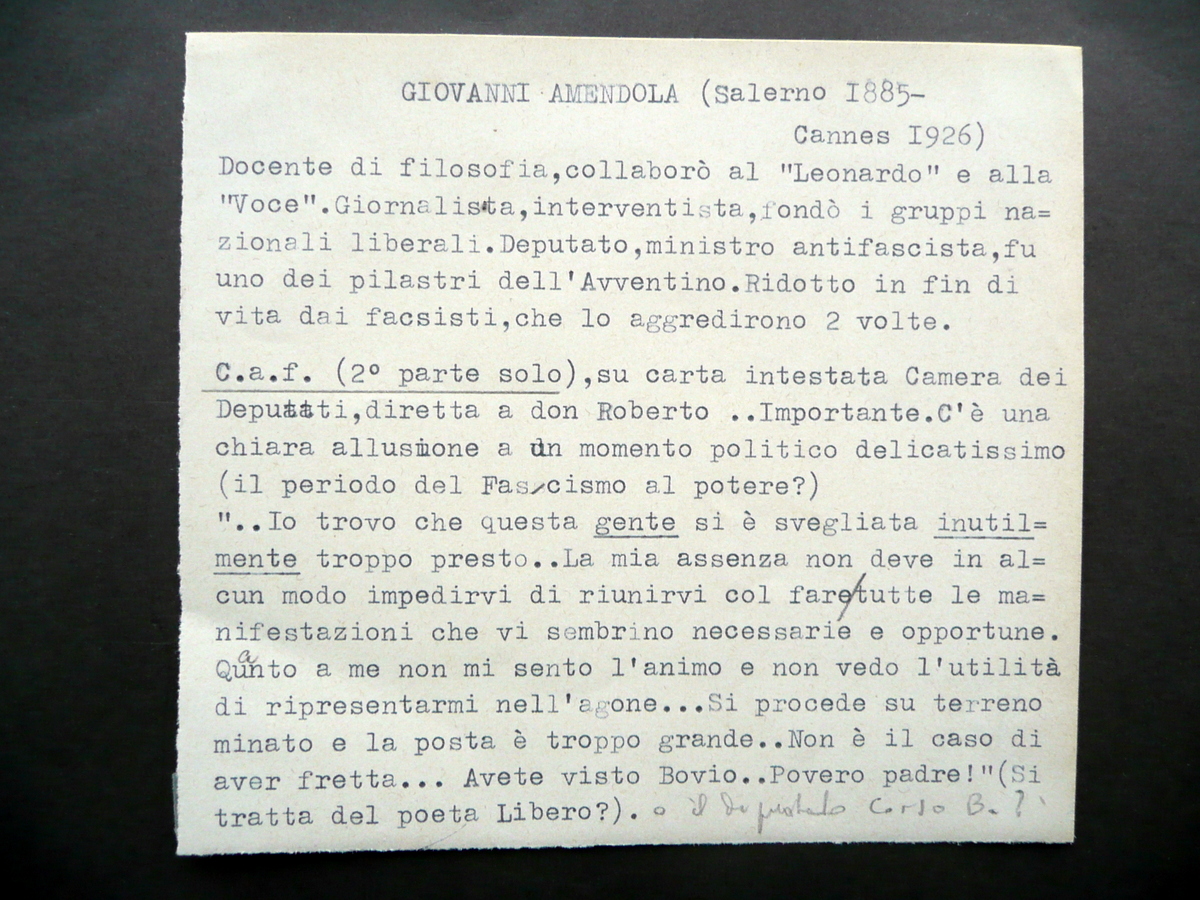 GIOVANNI AMENDOLA (Salerno I885-
Cannes I926)
Docente di filosofia,collaborò al "Leonardo" e alla
"Voce".Giornalista,interventista,fondò i gruppi na=
zionali liberali.Deputato,ministro antifascista,fu
uno dei pilastri dell'Avventino.Ridotto in fin di
vita dai facsisti,che lo aggredirono 2 volte.
C.a.f. (2° parte solo),su carta intestata Camera dei
Deputati,diretta a don Roberto ..Importante.C'è una
chiara allusione a un momento politico delicatissimo
(il periodo del Fas/cismo al potere?)
"..Io trovo che questa gente si è svegliata inutil=
mente troppo presto..La mia assenza non deve in al=
cun modo impedirvi di riunirvi col fare/tutte le ma=
nifestazioni che vi sembrino necessarie e opportune.
Quanto a me non mi sento l'animo e non vedo l'utilità
di ripresentarmi nell'agone...Si procede su terreno
minato e la posta è troppo grande..Non è il caso di
aver fretta... Avete visto Bovio..Povero padre!"(Si
tratta del poeta Libero?). o il deputato Corso B.?